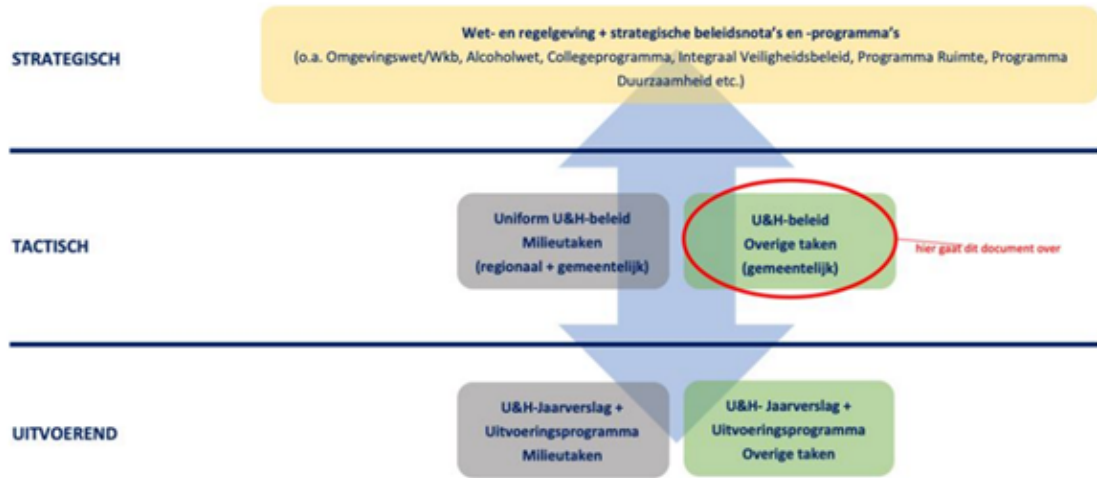 Wet- en regelgeving + strategische beleidsnota's en -programma's
STRATEGISCH
(o.a. Omgevingswet/Wkb, Alcoholwet, Collegeprogramma, Integraal Veiligheidsbeleid, Programma Ruimte, Programma
Duurzaamheid etc.)
TACTISCH
Uniform U&H-beleid
Milieutaken
(regionaal + gemeentelijk)
U&H-beleid
Overige taken
(gemeentelijk)
hier gaat dit document over
UITVOEREND
U&H-Jaarverslag +
Uitvoeringsprogramma
Milieutaken
U&H- Jaarverslag +
Uitvoeringsprogramma
Overige taken